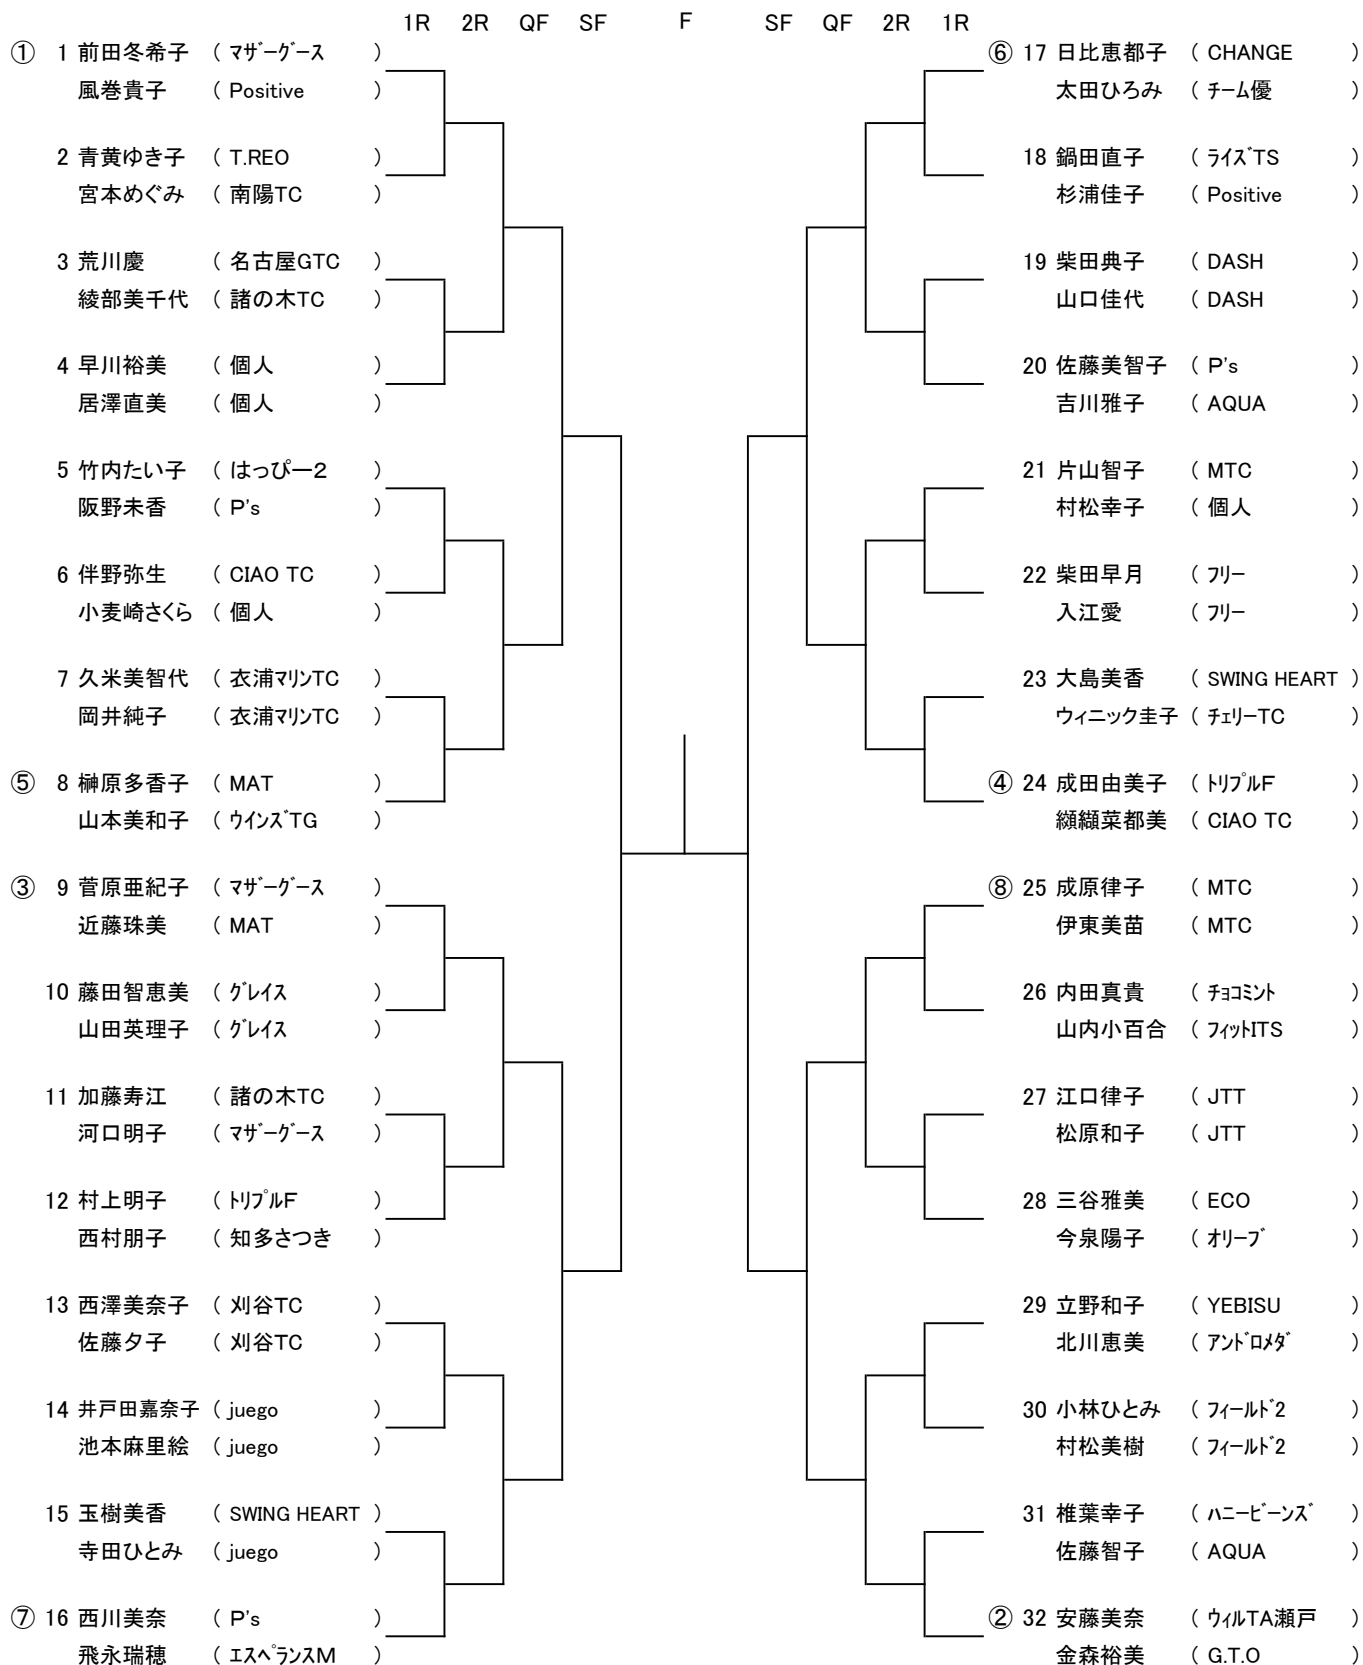 1R 2R QF SF F SF QF 2R 1R
① 1 前田冬希子 ( ﾏｻﾞｰｸﾞｰｽ )
風巻貴子 ( Positive )
2 青黄ゆき子 ( T.REO )
宮本めぐみ ( 南陽TC )
3 荒川慶 ( 名古屋GTC )
綾部美千代 ( 諸の木TC )
4 早川裕美 ( 個人 )
居澤直美 ( 個人 )
5 竹内たい子 ( はっぴー2 )
阪野未香 ( P's )
6 伴野弥生 ( CIAO TC )
小麦崎さくら ( 個人 )
7 久米美智代 ( 衣浦ﾏﾘﾝTC )
岡井純子 ( 衣浦ﾏﾘﾝTC )
⑤ 8 榊原多香子 ( MAT )
山本美和子 ( ｳｲﾝｽﾞTG )
③ 9 菅原亜紀子 ( ﾏｻﾞｰｸﾞｰｽ )
近藤珠美 ( MAT )
10 藤田智恵美 ( ｸﾞﾚｲｽ )
山田英理子 ( ｸﾞﾚｲｽ )
11 加藤寿江 ( 諸の木TC )
河口明子 ( ﾏｻﾞｰｸﾞｰｽ )
12 村上明子 ( ﾄﾘﾌﾟﾙF )
西村朋子 ( 知多さつき )
13 西澤美奈子 ( 刈谷TC )
佐藤夕子 ( 刈谷TC )
14 井戸田嘉奈子 ( juego )
池本麻里絵 ( juego )
15 玉樹美香 ( SWING HEART )
寺田ひとみ ( juego )
⑦ 16 西川美奈 ( P's )
飛永瑞穂 ( ｴｽﾍﾟﾗﾝｽM )
⑥ 17 日比恵都子 ( CHANGE )
太田ひろみ ( ﾁｰﾑ優 )
18 鍋田直子 ( ﾗｲｽﾞTS )
杉浦佳子 ( Positive )
19 柴田典子 ( DASH )
山口佳代 ( DASH )
20 佐藤美智子 ( P's )
吉川雅子 ( AQUA )
21 片山智子 ( MTC )
村松幸子 ( 個人 )
22 柴田早月 ( ﾌﾘｰ )
入江愛 ( ﾌﾘｰ )
23 大島美香 ( SWING HEART )
ウィニック圭子 ( ﾁｪﾘｰTC )
④ 24 成田由美子 ( ﾄﾘﾌﾟﾙF )
纐纈菜都美 ( CIAO TC )
⑧ 25 成原律子 ( MTC )
伊東美苗 ( MTC )
26 内田真貴 ( ﾁｮｺﾐﾝﾄ )
山内小百合 ( ﾌｨｯﾄITS )
27 江口律子 ( JTT )
松原和子 ( JTT )
28 三谷雅美 ( ECO )
今泉陽子 ( ｵﾘｰﾌﾞ )
29 立野和子 ( YEBISU )
北川恵美 ( ｱﾝﾄﾞﾛﾒﾀﾞ )
30 小林ひとみ ( ﾌｨｰﾙﾄﾞ2 )
村松美樹 ( ﾌｨｰﾙﾄﾞ2 )
31 椎葉幸子 ( ﾊﾆｰﾋﾞｰﾝｽﾞ )
佐藤智子 ( AQUA )
② 32 安藤美奈 ( ｳｨﾙTA瀬戸 )
金森裕美 ( G.T.O )